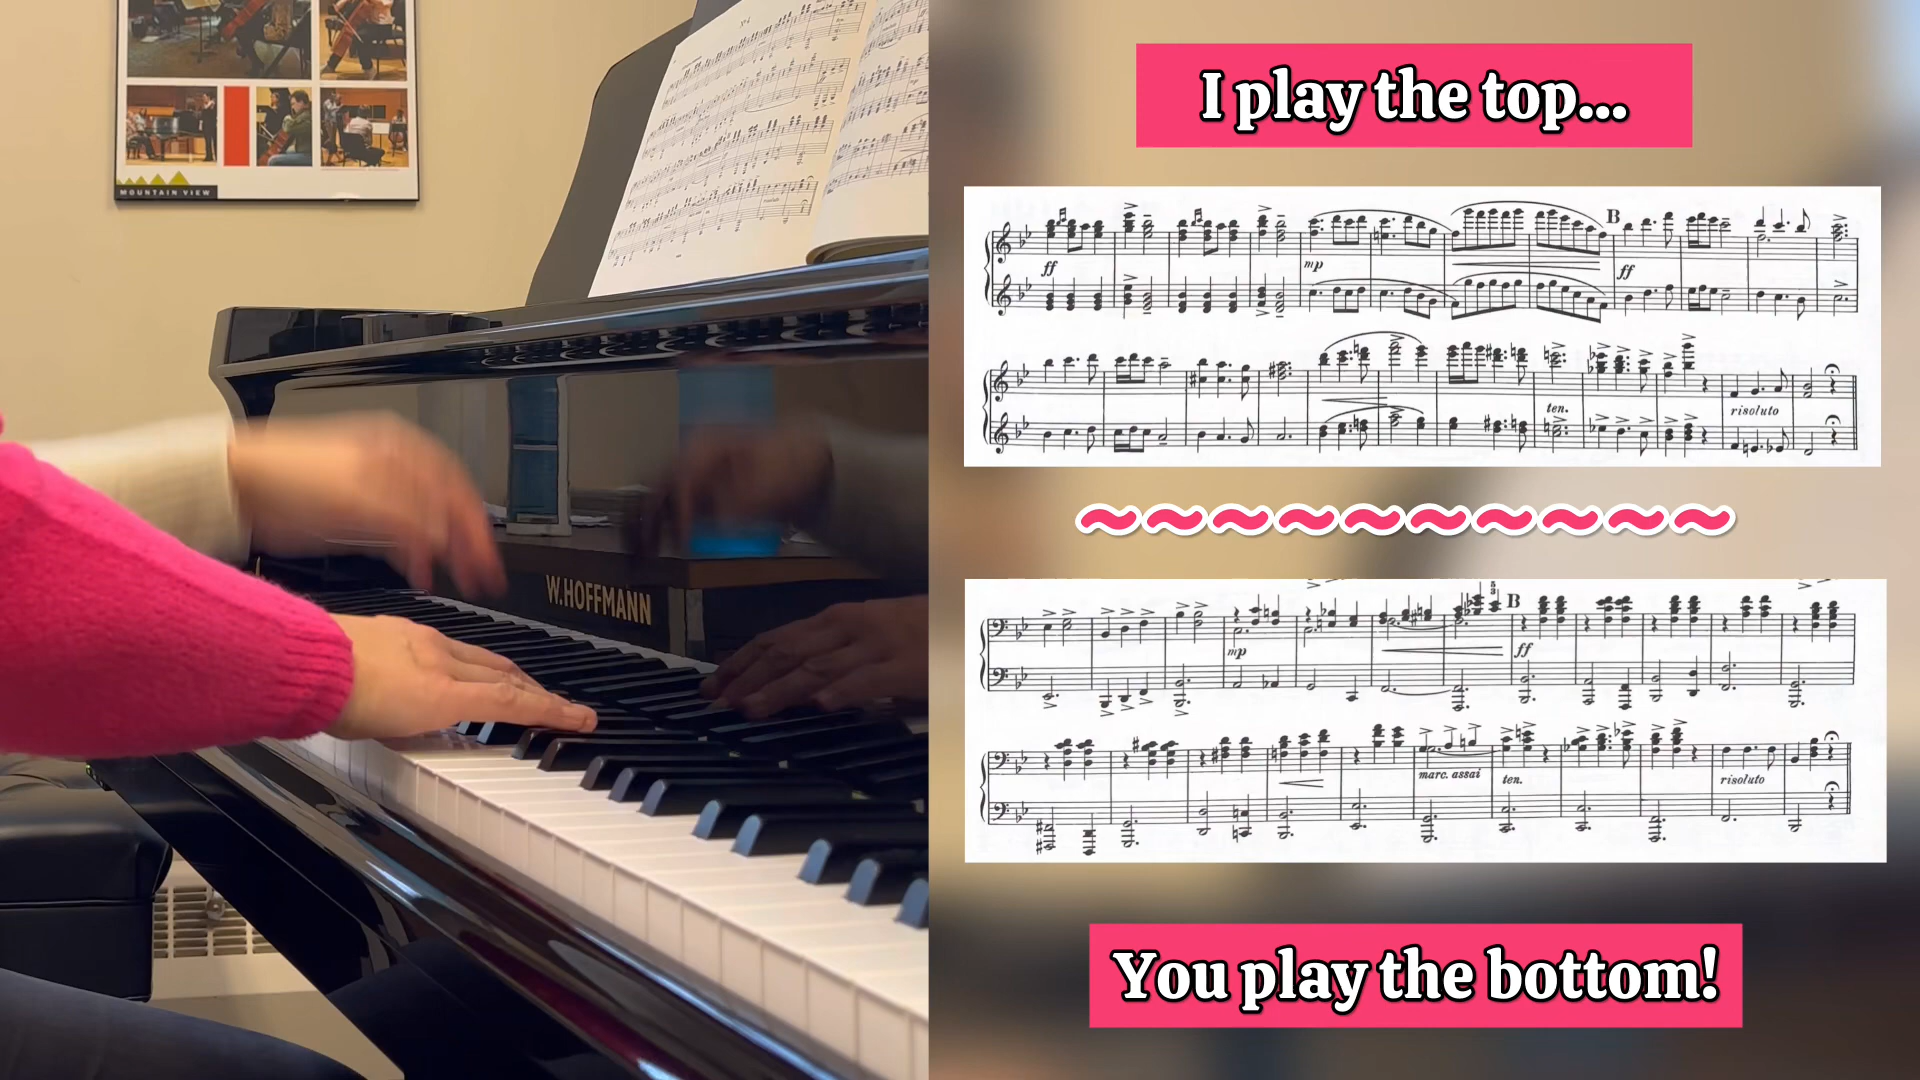 MOUNTAIN VIEW
W.HOFFMANN
I play the top...
B
ff
mp
ff
ten.
risoluto
B
mp
ff
marc. assai
ten.
risoluto
You play the bottom!